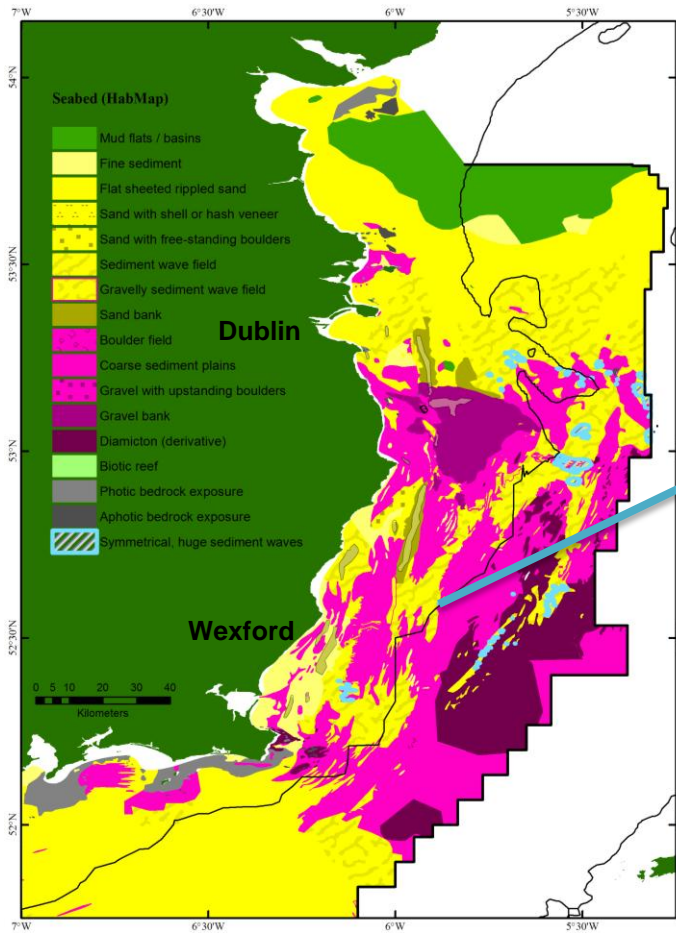 7°W
6°30'W
6°W
5°30'W
54°N
53°30'N
53°N
52°30'N
52°N
Seabed (HabMap)
Mud flats / basins
Fine sediment
Flat sheeted rippled sand
Sand with shell or hash veneer
Sand with free-standing boulders
Sediment wave field
Gravelly sediment wave field
Sand bank
Boulder field
Coarse sediment plains
Gravel with upstanding boulders
Gravel bank
Diamicton (derivative)
Biotic reef
Photic bedrock exposure
Aphotic bedrock exposure
Symmetrical, huge sediment waves
Dublin
Wexford
0 5 10 20 30 40
Kilometers
7°W
6°30'W
6°W
5°30'W